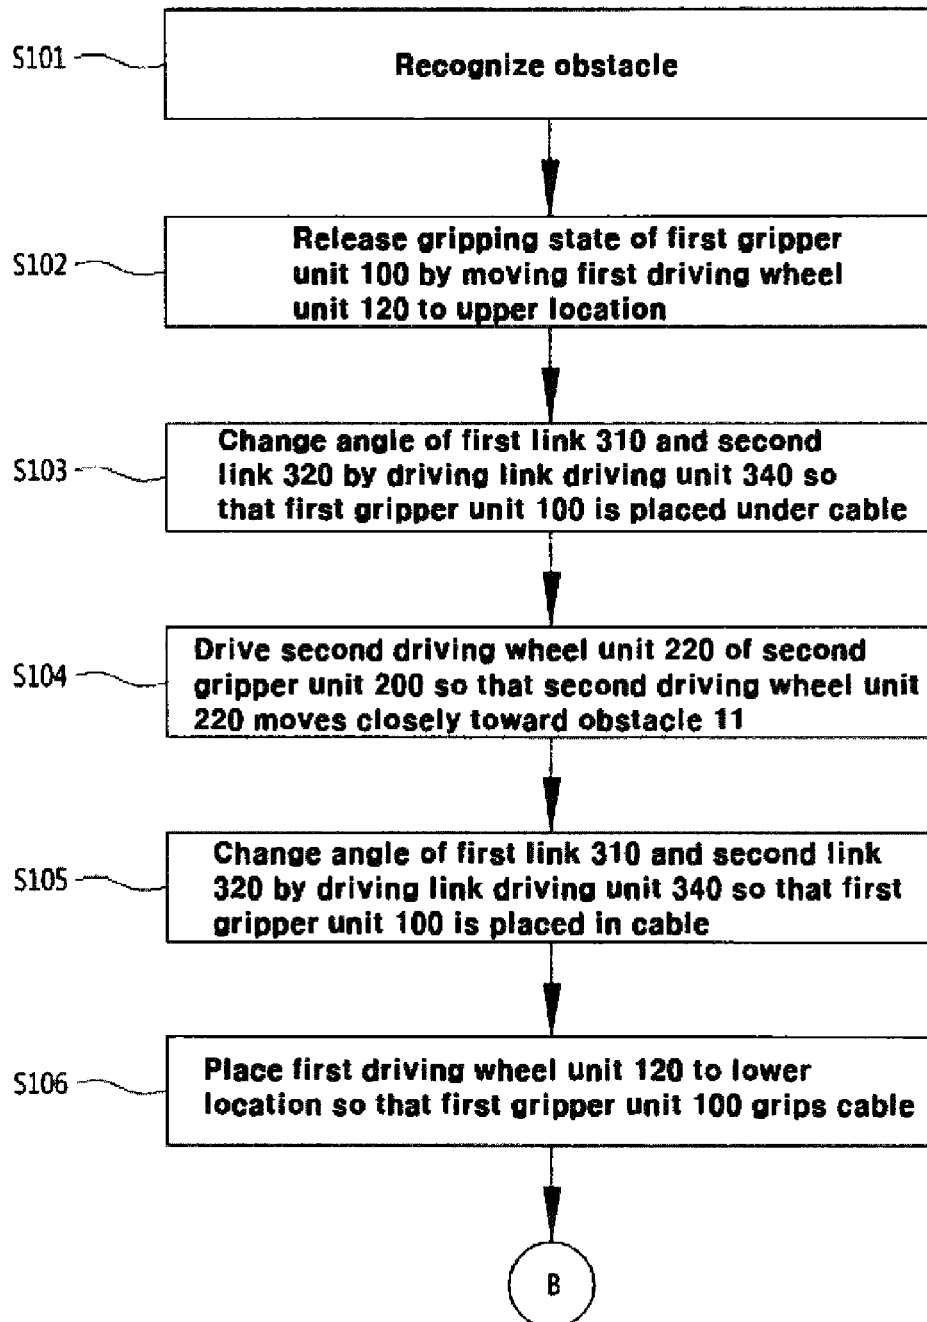 S101
Recognize obstacle
S102
Release gripping state of first gripper
unit 100 by moving first driving wheel
unit 120 to upper location
S103
Change angle of first link 310 and second
link 320 by driving link driving unit 340 so
that first gripper unit 100 is placed under cable
S104
Drive second driving wheel unit 220 of second
gripper unit 200 so that second driving wheel unit
220 moves closely toward obstacle 11
S105
Change angle of first link 310 and second link
320 by driving link driving unit 340 so that first
gripper unit 100 is placed in cable
S106
Place first driving wheel unit 120 to lower
location so that first gripper unit 100 grips cable
B